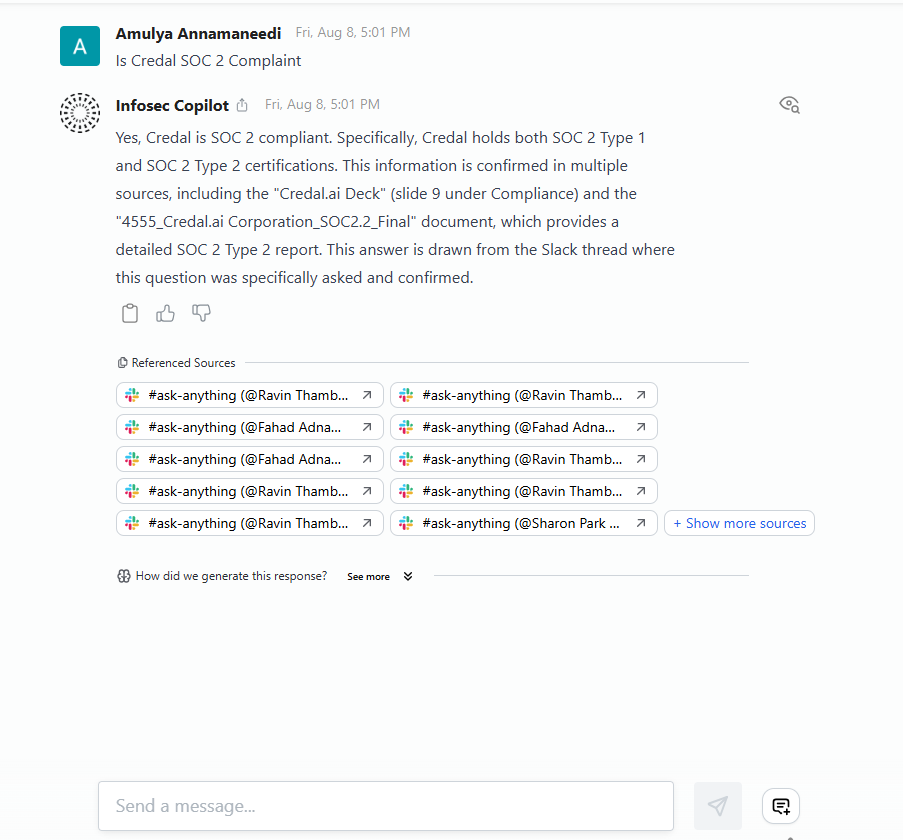 A
Amulya Annamaneedi Fri, Aug 8, 5:01 PM
Is Credal SOC 2 Complaint
Infosec Copilot Fri, Aug 8, 5:01 PM
Yes, Credal is SOC 2 compliant. Specifically, Credal holds both SOC 2 Type 1
and SOC 2 Type 2 certifications. This information is confirmed in multiple
sources, including the "Credal.ai Deck" (slide 9 under Compliance) and the
"4555_Credal.ai Corporation_SOC2.2_Final" document, which provides a
detailed SOC 2 Type 2 report. This answer is drawn from the Slack thread where
this question was specifically asked and confirmed.
Referenced Sources
#ask-anything (@Ravin Thamb... #ask-anything (@Ravin Thamb...
#ask-anything (@Fahad Adna... #ask-anything (@Fahad Adna...
#ask-anything (@Fahad Adna... #ask-anything (@Ravin Thamb...
#ask-anything (@Ravin Thamb... #ask-anything (@Ravin Thamb...
#ask-anything (@Ravin Thamb... #ask-anything (@Sharon Park ... + Show more sources
How did we generate this response? See more
Send a message...